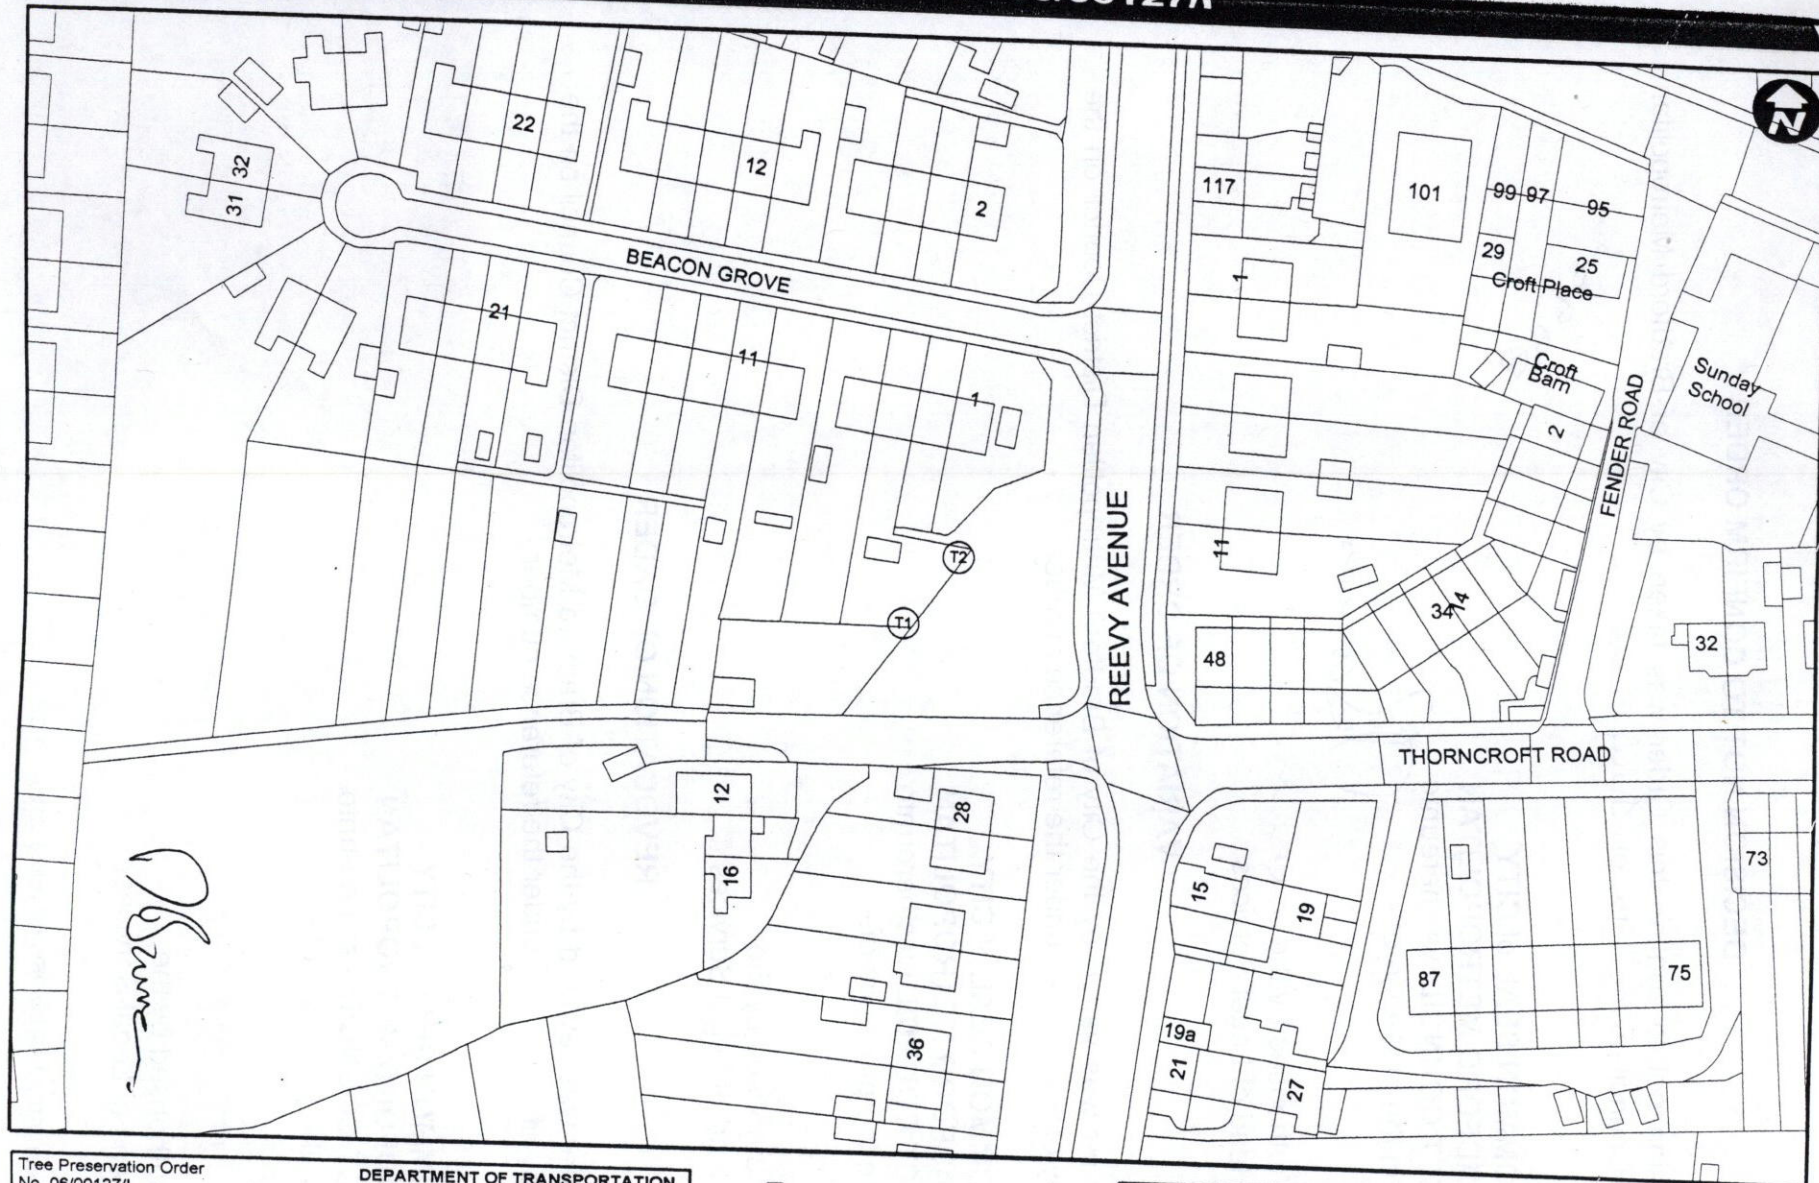 N
22
12
2
32
31
BEACON GROVE
21
11
1
117
101
99 97
95
29
25
Croft Place
1
Croft
Barn
2
Sunday
School
FENDER ROAD
REEVY AVENUE
11
T2
T1
34
14
48
32
THORNCROFT ROAD
12
16
28
36
15
19
19a
21
27
87
75
73
Tree Preservation Order
DEPARTMENT OF TRANSPORTATION